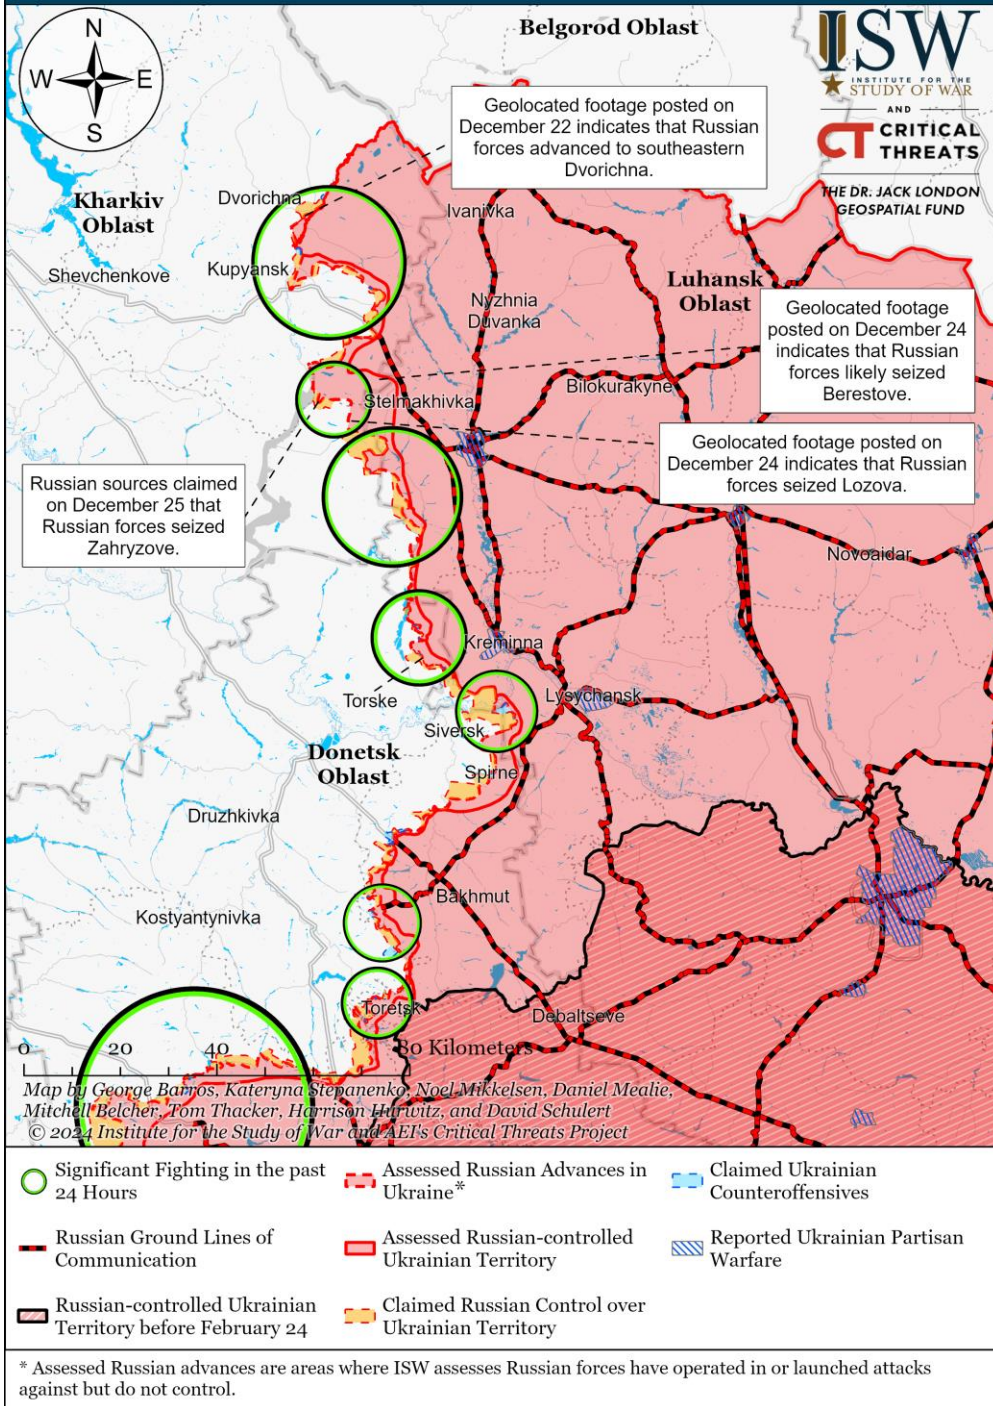 Belgorod Oblast
N
W E
S
ISW
INSTITUTE FOR THE
STUDY OF WAR
AND
CT CRITICAL
THREATS
THE DR. JACK LONDON
GEOSPATIAL FUND
Geolocated footage posted on
December 22 indicates that Russian
forces advanced to southeastern
Dvorichna.
Dvorichna
Kharkiv
Oblast
Ivanivka
Shevchenkove
Kupyansk
Luhansk
Oblast
Nyzhnia
Duvanka
Geolocated footage
posted on December 24
indicates that Russian
forces likely seized
Berestove.
Bilokurakyne
Stelmakhivka
Geolocated footage posted on
December 24 indicates that Russian
forces seized Lozova.
Russian sources claimed
on December 25 that
Russian forces seized
Zahryzove.
Novoaidar
Kreminna
Torske
Lysychansk
Siversk
Donetsk
Oblast
Spirne
Druzhkivka
Bakhmut
Kostyantynivka
Toretsk
Debaltseve
0 20 40 80 Kilometers
Map by George Barros, Kateryna Stepanenko, Noel Mikkelsen, Daniel Mealie,
Mitchell Belcher, Tom Thacker, Harrison Hurwitz, and David Schulert
© 2024 Institute for the Study of War and AEI's Critical Threats Project
Significant Fighting in the past
24 Hours
Russian Ground Lines of
Communication
Russian-controlled Ukrainian
Territory before February 24
Assessed Russian Advances in
Ukraine*
Assessed Russian-controlled
Ukrainian Territory
Claimed Russian Control over
Ukrainian Territory
Claimed Ukrainian
Counteroffensives
Reported Ukrainian Partisan
Warfare
* Assessed Russian advances are areas where ISW assesses Russian forces have operated in or launched attacks
against but do not control.